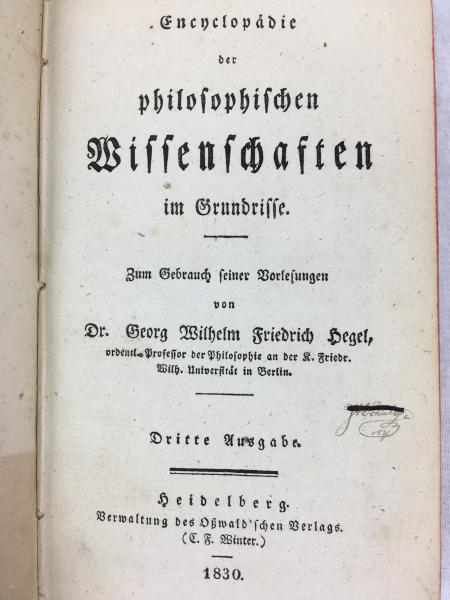 Encyclopädie
der
philosophischen
Wissenschaften
im Grundrisse.
Zum Gebrauch seiner Vorlesungen
von
Dr. Georg Wilhelm Friedrich Hegel,
ordentl. Professor der Philosophie an der K. Friedr.
Wilh. Universität in Berlin.
Dritte Ausgabe.
Heidelberg.
Verwaltung des Oßwald'schen Verlags.
(C. F. Winter.)
1830.